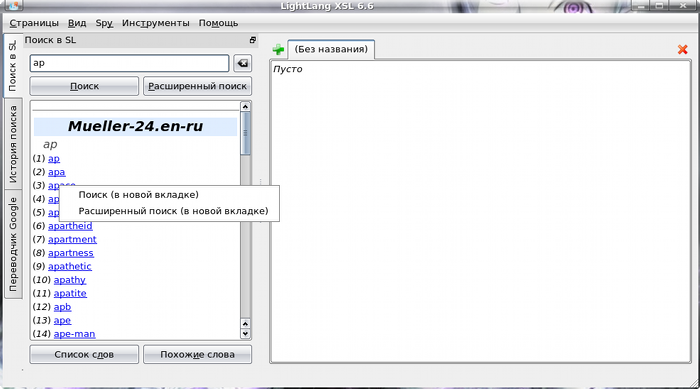 LightLang XSL 6.6
Страницы Вид Spy Инструменты Помощь
Поиск в SL
Поиск в SL
История поиска
Переводчик Google
ap
Поиск
Расширенный поиск
Mueller-24.en-ru
ap
(1) ap
(2) apa
(3) apace
(4) ap
(5) ap
Поиск (в новой вкладке)
Расширенный поиск (в новой вкладке)
(6) apartheid
(7) apartment
(8) apartness
(9) apathetic
(10) apathy
(11) apatite
(12) apb
(13) ape
(14) ape-man
Список слов
Похожие слова
(Без названия)
Пусто